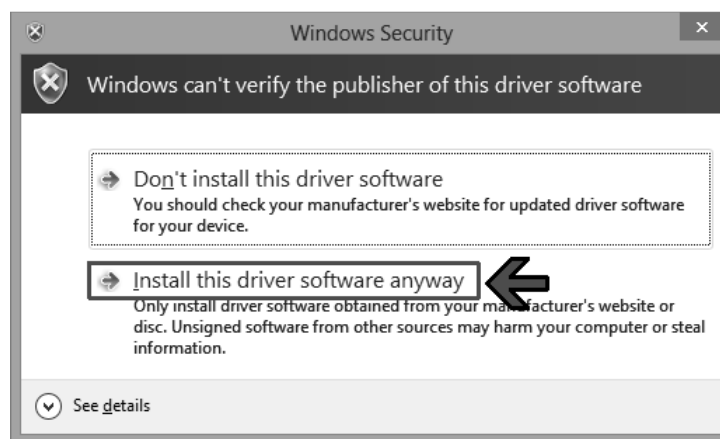 Windows Security
Windows can't verify the publisher of this driver software
Don't install this driver software
You should check your manufacturer's website for updated driver software
for your device.
Install this driver software anyway
Only install driver software obtained from your manufacturer's website or
disc. Unsigned software from other sources may harm your computer or steal
information.
See details